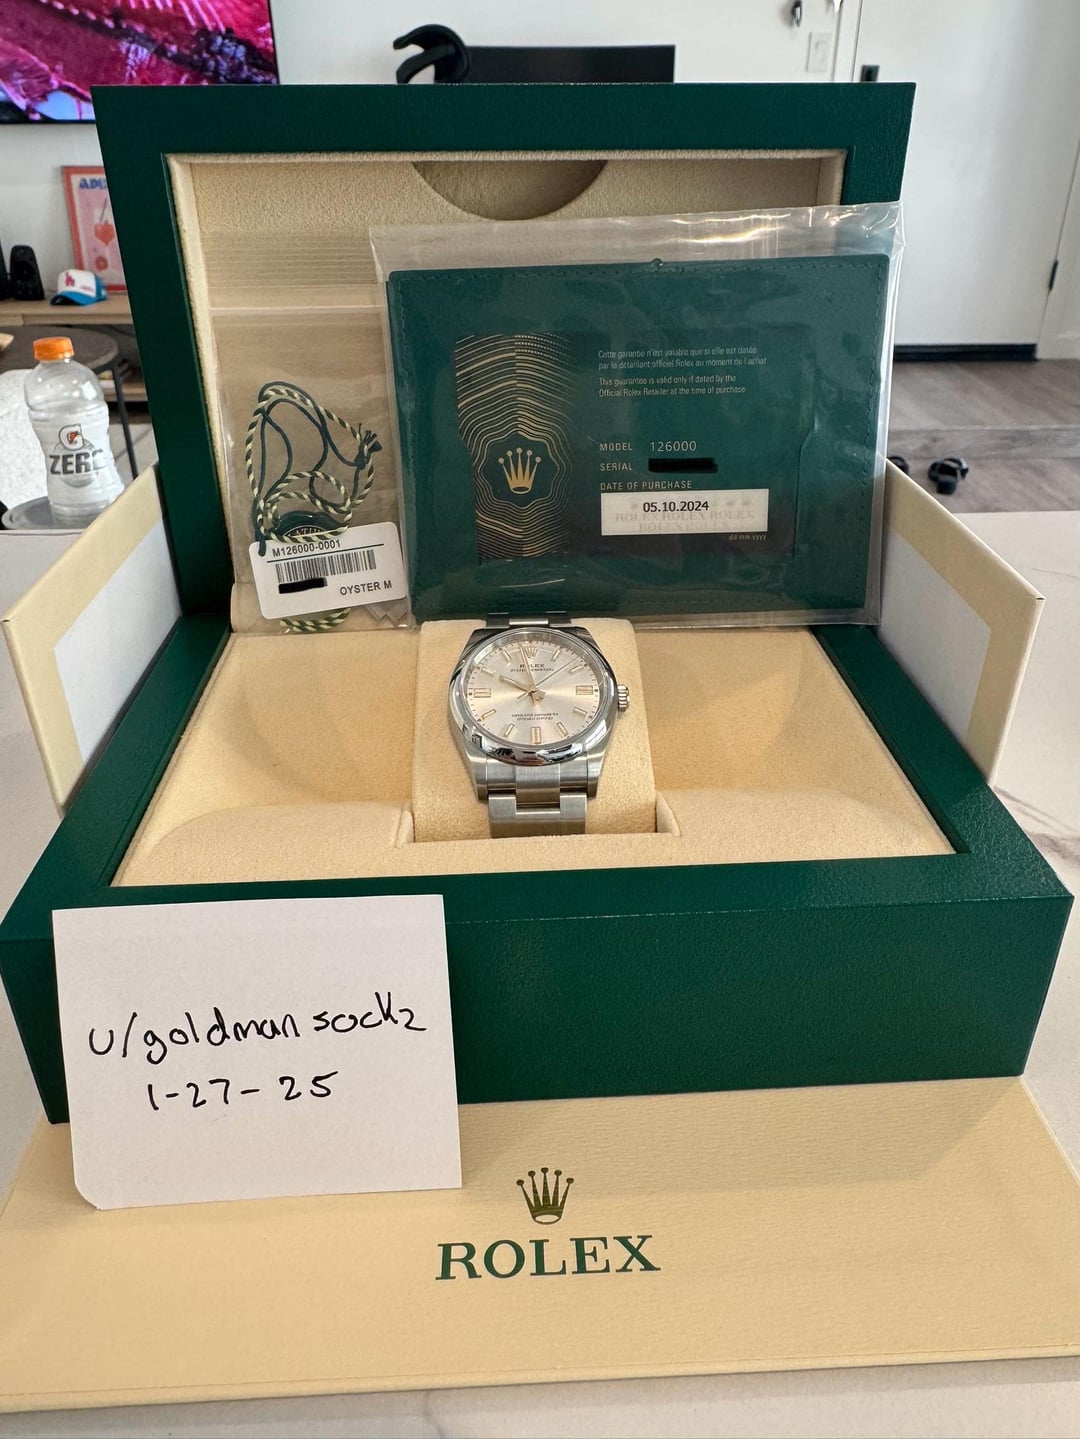 Cette garantie n'est valable que si elle est datée
par le détaillant officiel Rolex au moment de l'achat
This guarantee is valid only if dated by the
Official Rolex Retailer at the time of purchase
MODEL 126000
SERIAL
DATE OF PURCHASE
05.10.2024
ROLEX ROLEX ROLEX
ROLEX ROLEX
dd mm yyyy
G
ZERO
M126000-0001
OYSTER M
ROLEX
OYSTER PERPETUAL
u/goldmansockz
1-27-25
ROLEX